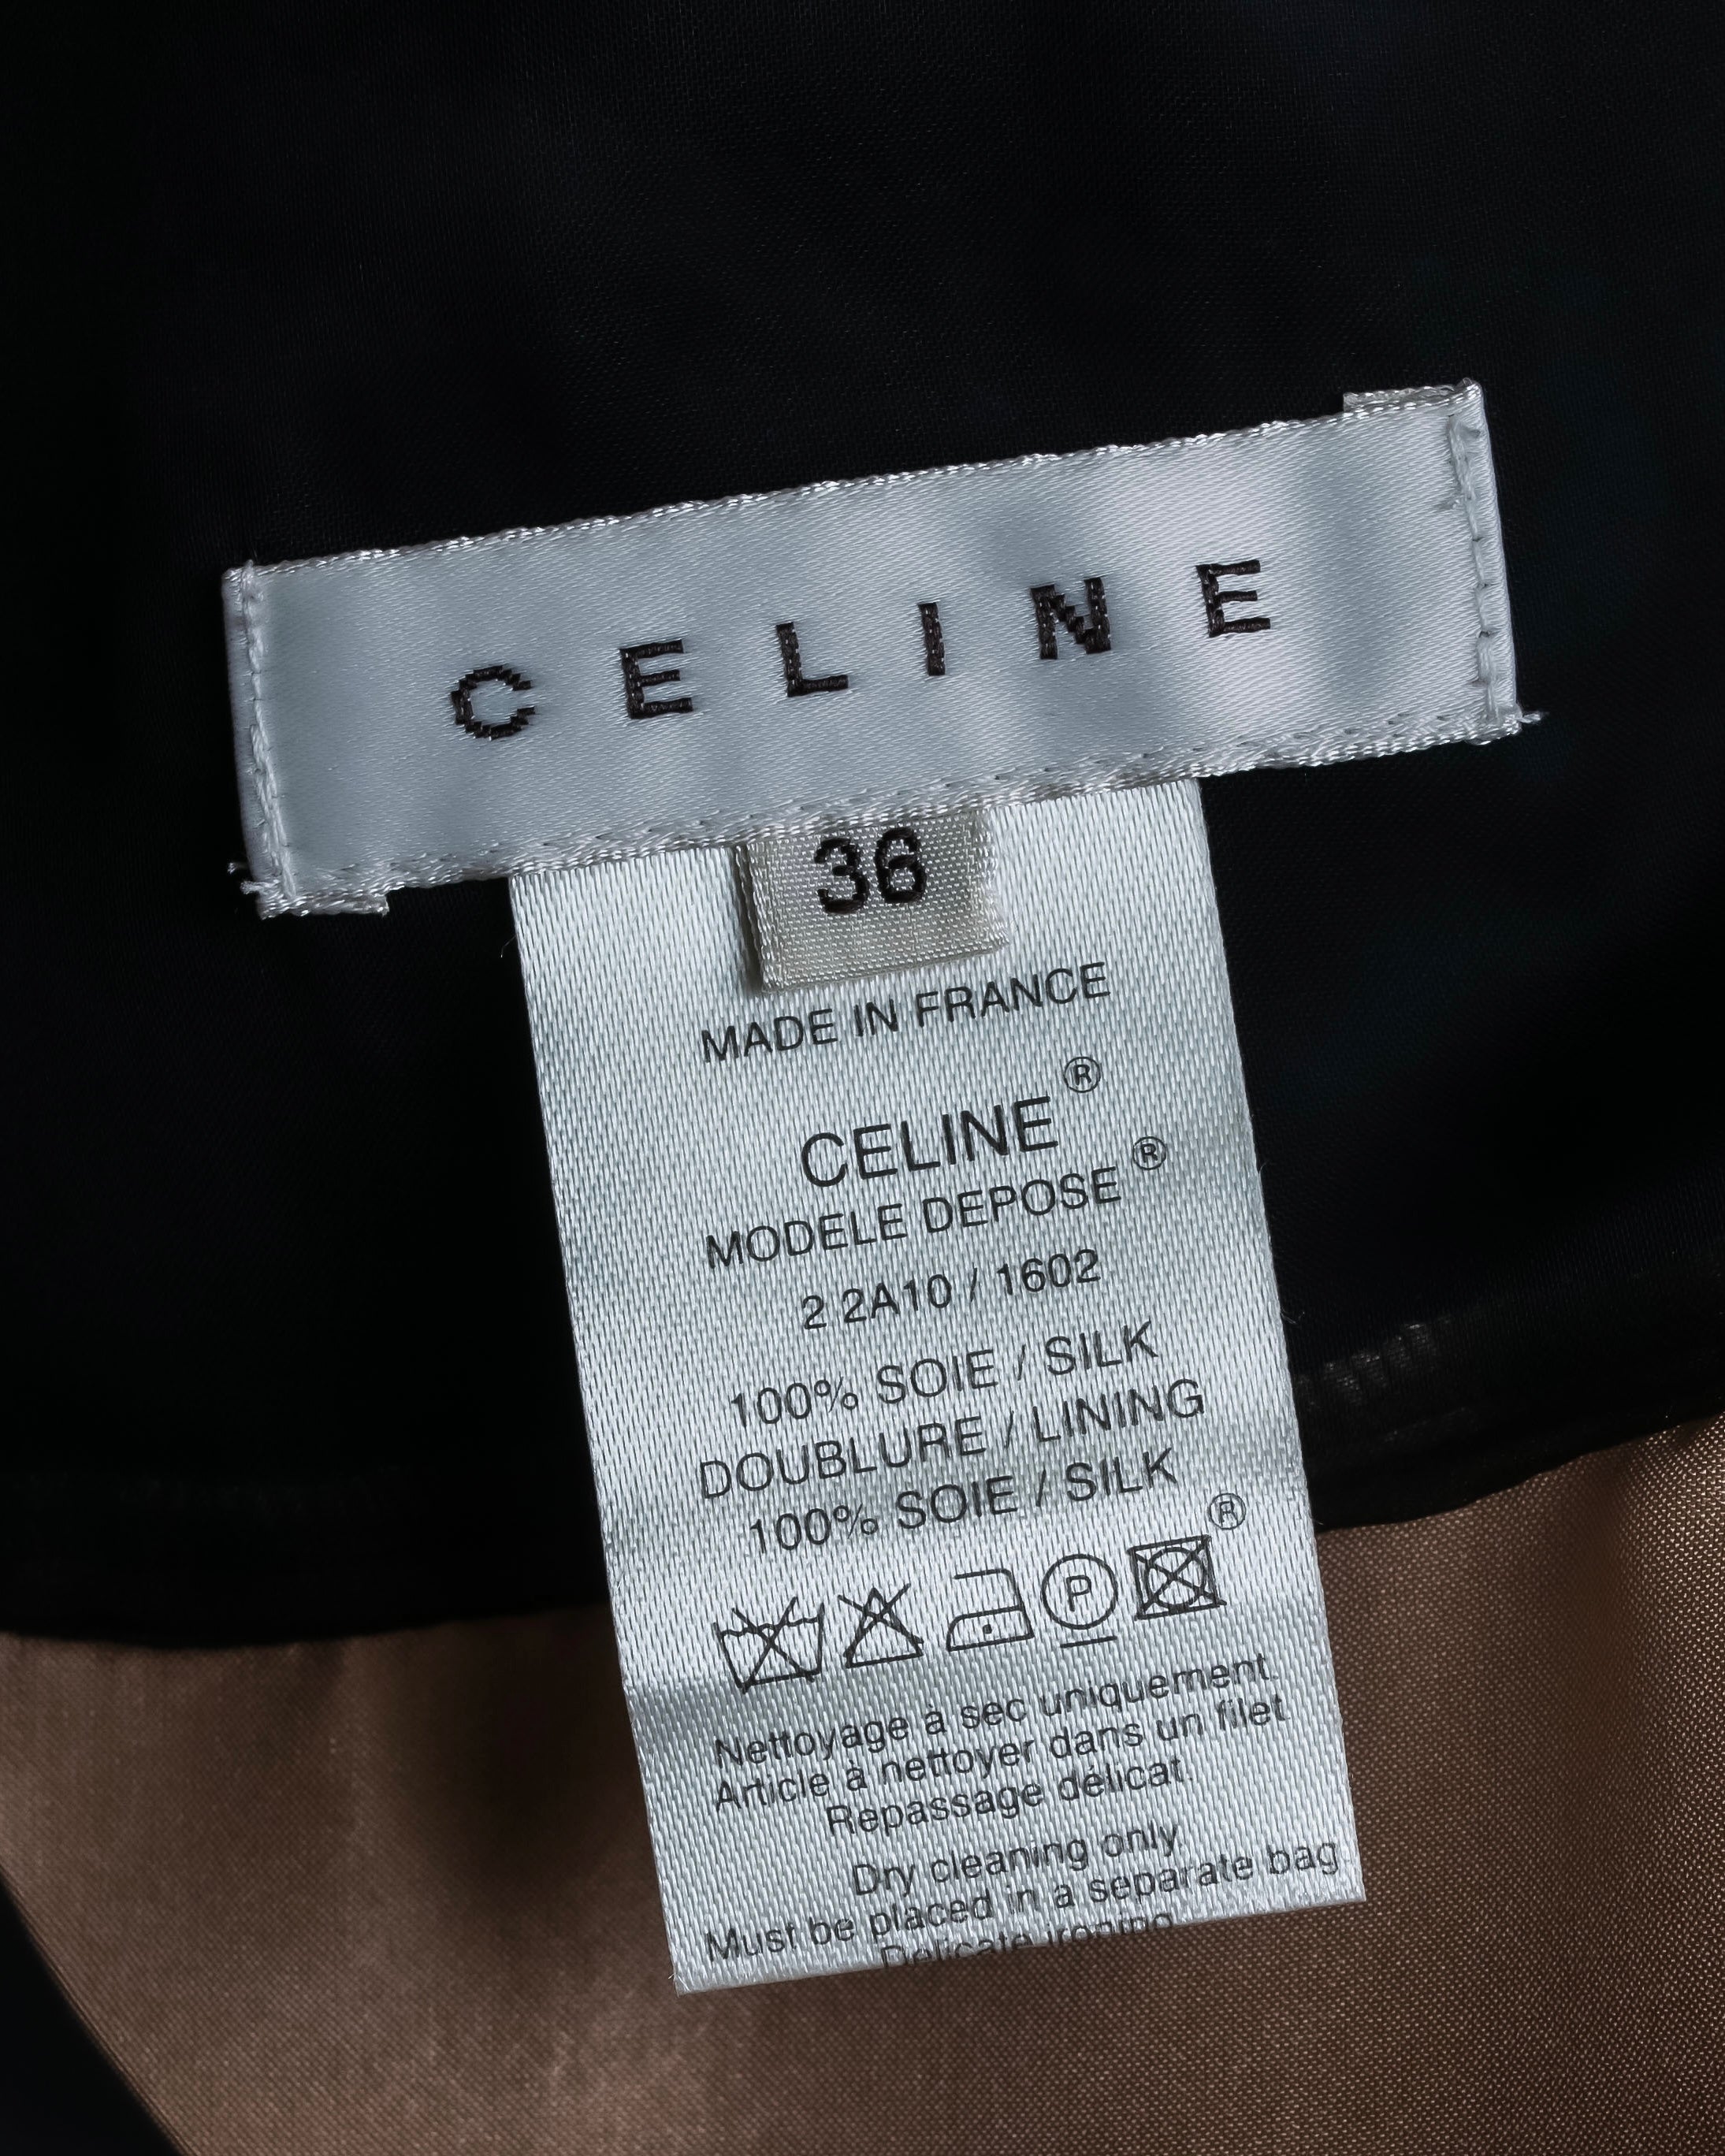 CELINE
36
MADE IN FRANCE
CELINE®
MODELE DEPOSE®
2 2A10 / 1602
100% SOIE / SILK
DOUBLURE / LINING
100% SOIE / SILK
P ®
Nettoyage à sec uniquement.
Article à nettoyer dans un filet
Repassage délicat.
Dry cleaning only
Must be placed in a separate bag
Delicate ironing